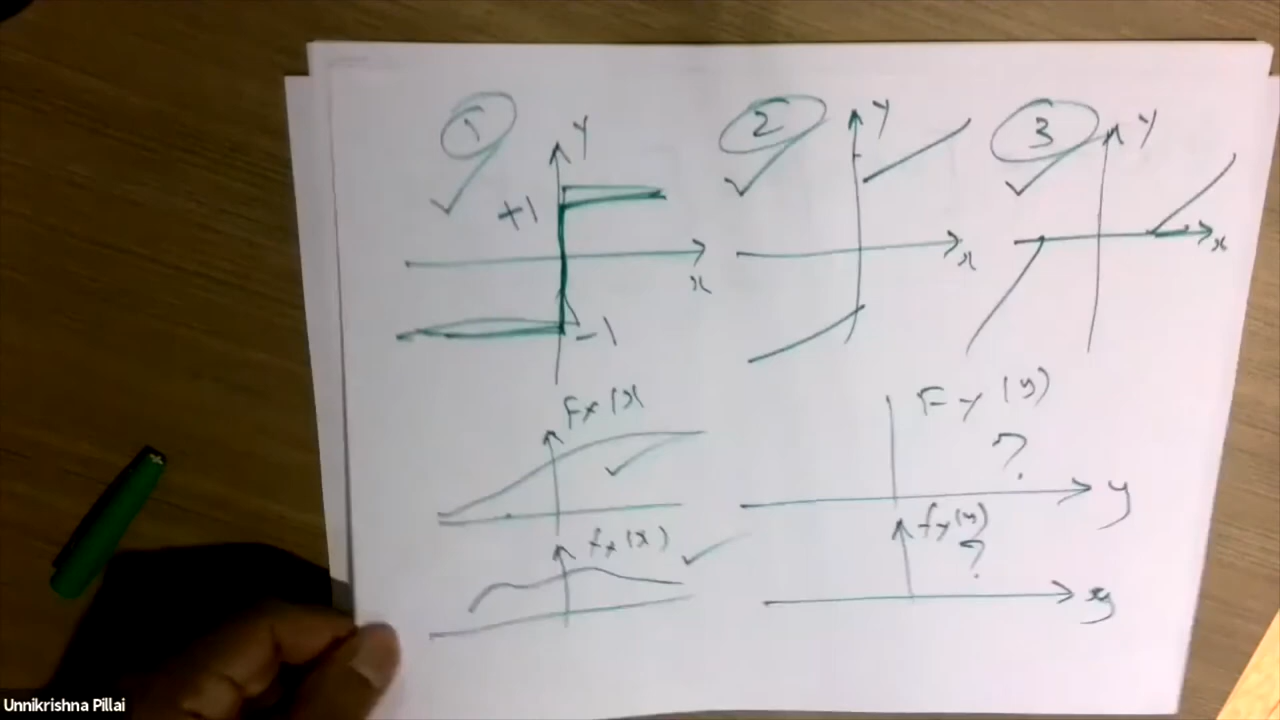 1
Y
+1
x
-1
2
Y
x
3
Y
x
Fx(x)
FY(y)
?
y
fx(x)
fY(y)
?
y
Unnikrishna Pillai